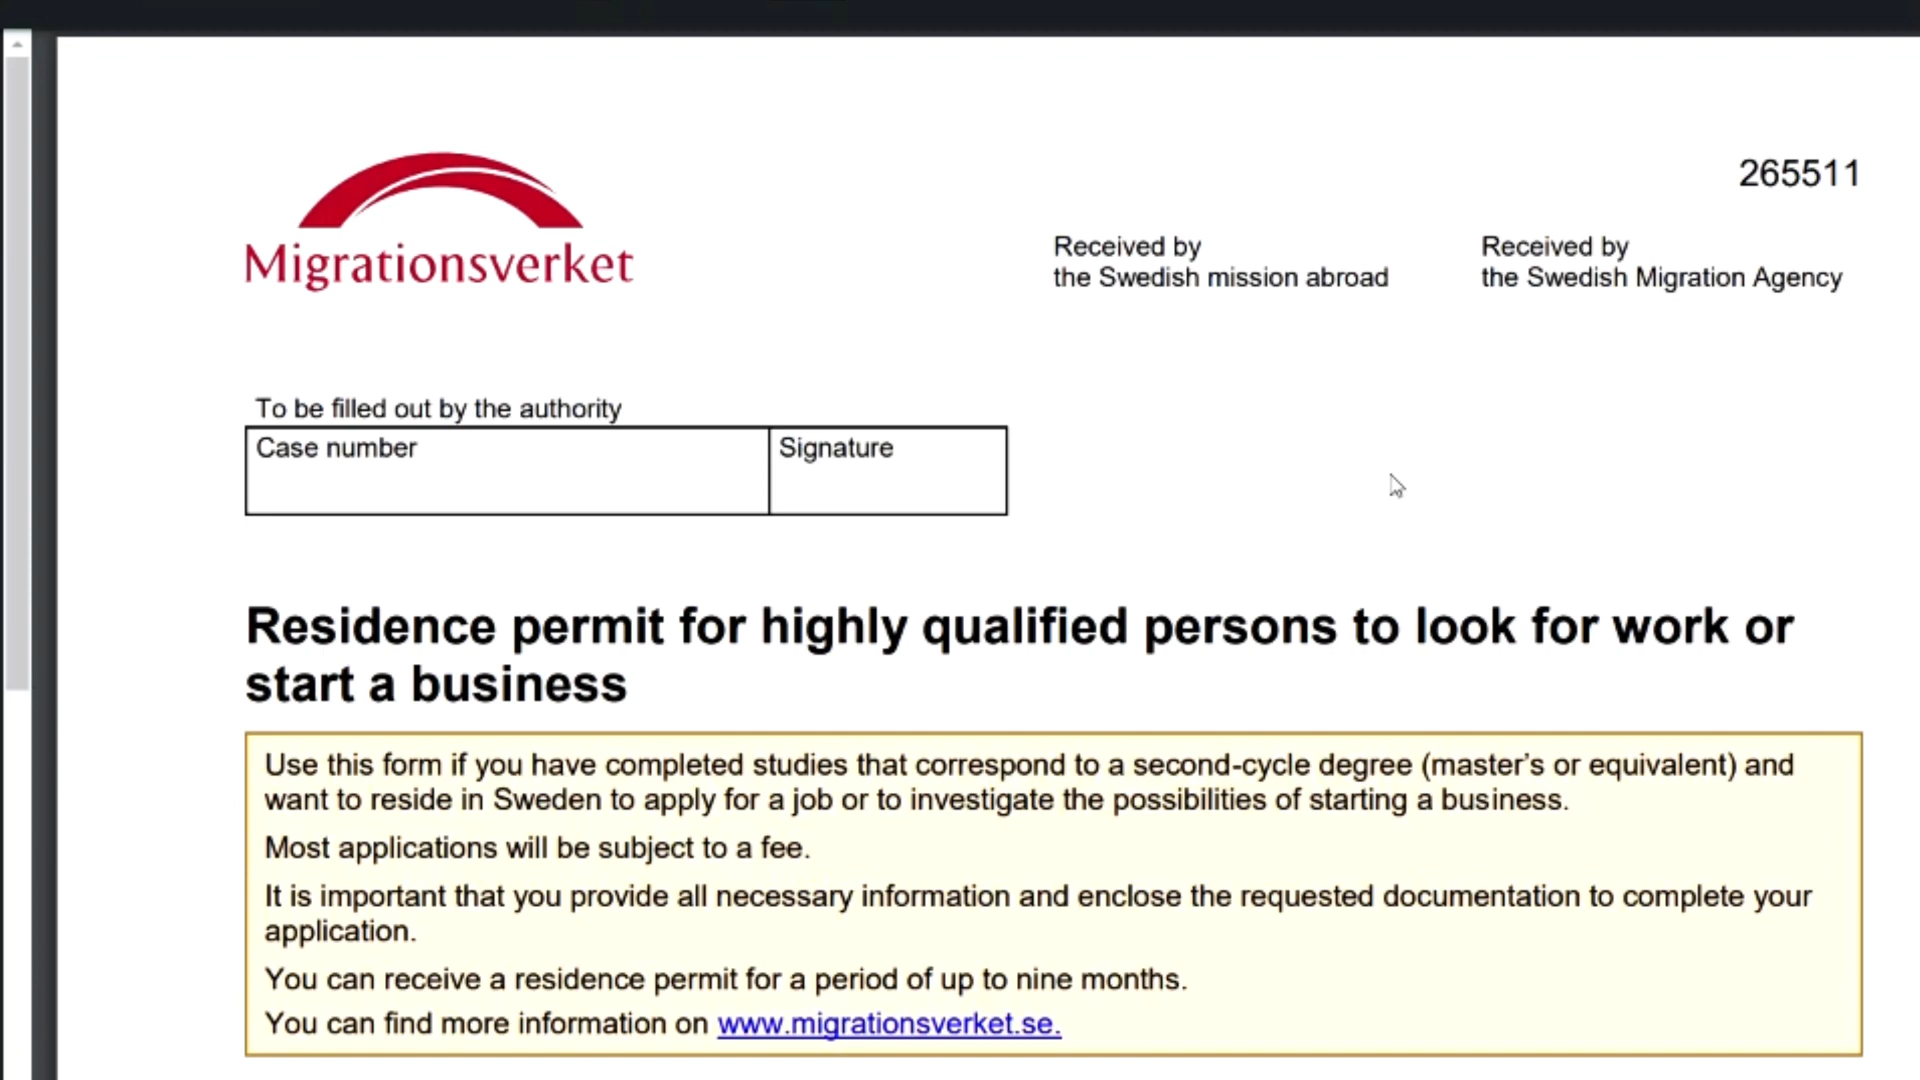 265511
Migrationsverket
Received by
the Swedish mission abroad
Received by
the Swedish Migration Agency
To be filled out by the authority
Case number
Signature
Residence permit for highly qualified persons to look for work or
start a business
Use this form if you have completed studies that correspond to a second-cycle degree (master’s or equivalent) and
want to reside in Sweden to apply for a job or to investigate the possibilities of starting a business.
Most applications will be subject to a fee.
It is important that you provide all necessary information and enclose the requested documentation to complete your
application.
You can receive a residence permit for a period of up to nine months.
You can find more information on www.migrationsverket.se.